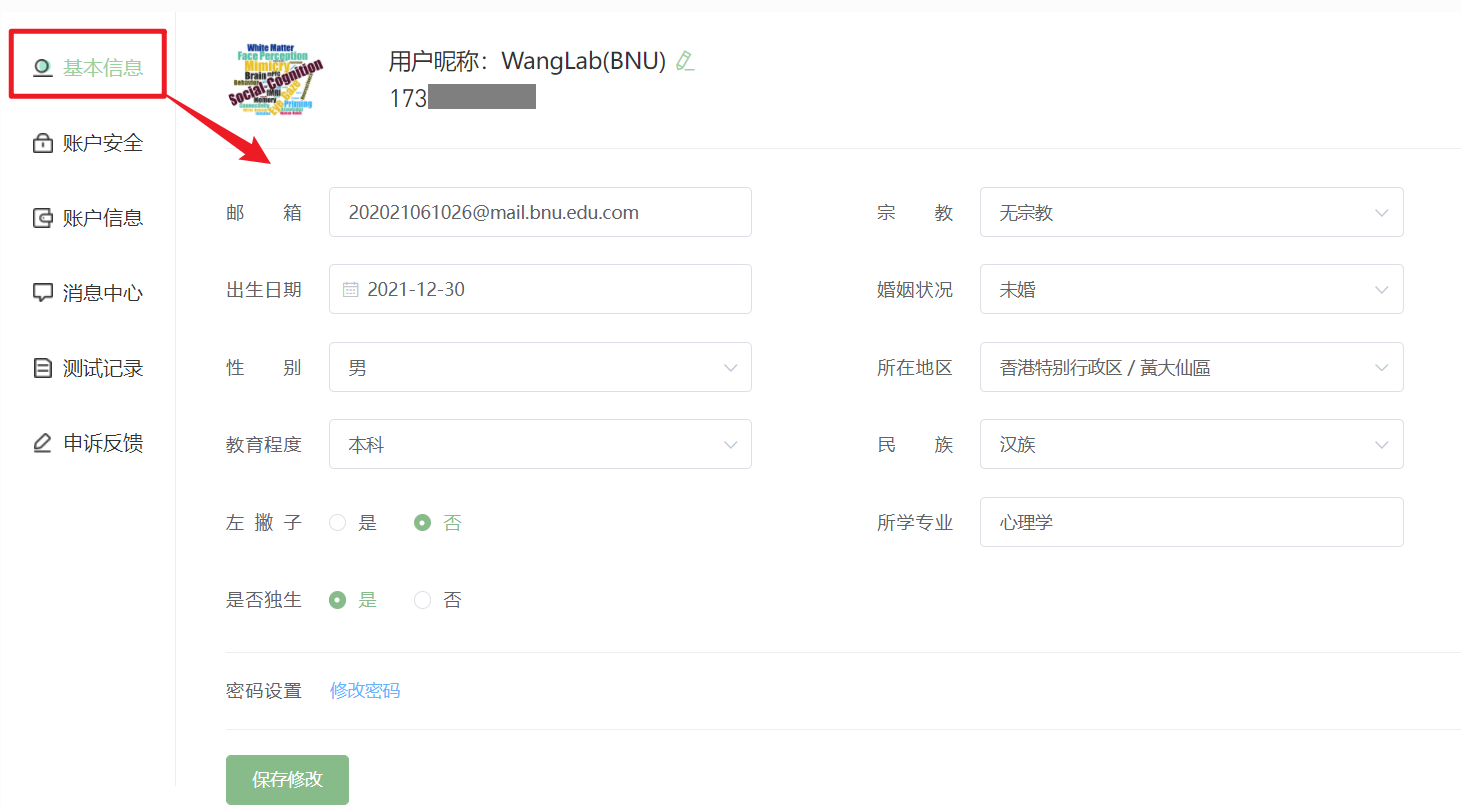 基本信息
账户安全
账户信息
消息中心
测试记录
申诉反馈
White Matter
Face Perception
Mimicry
Brain
Social-Cognition
Memory
Priming
用户昵称：WangLab(BNU)
173
邮 箱 202021061026@mail.bnu.edu.com
宗 教 无宗教
出生日期 2021-12-30
婚姻状况 未婚
性 别 男
所在地区 香港特别行政区 / 黃大仙區
教育程度 本科
民 族 汉族
左 撇 子 是 否
所学专业 心理学
是否独生 是 否
密码设置 修改密码
保存修改